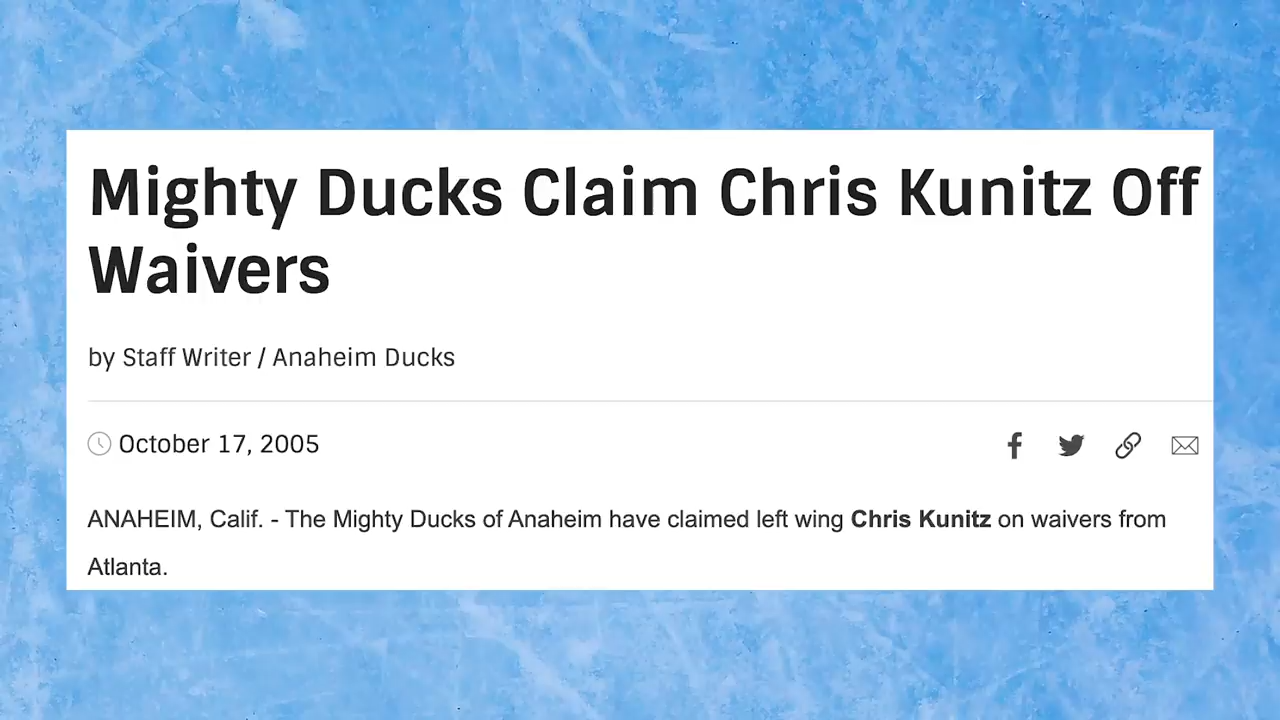 Mighty Ducks Claim Chris Kunitz Off
Waivers
by Staff Writer / Anaheim Ducks
October 17, 2005
ANAHEIM, Calif. - The Mighty Ducks of Anaheim have claimed left wing Chris Kunitz on waivers from
Atlanta.